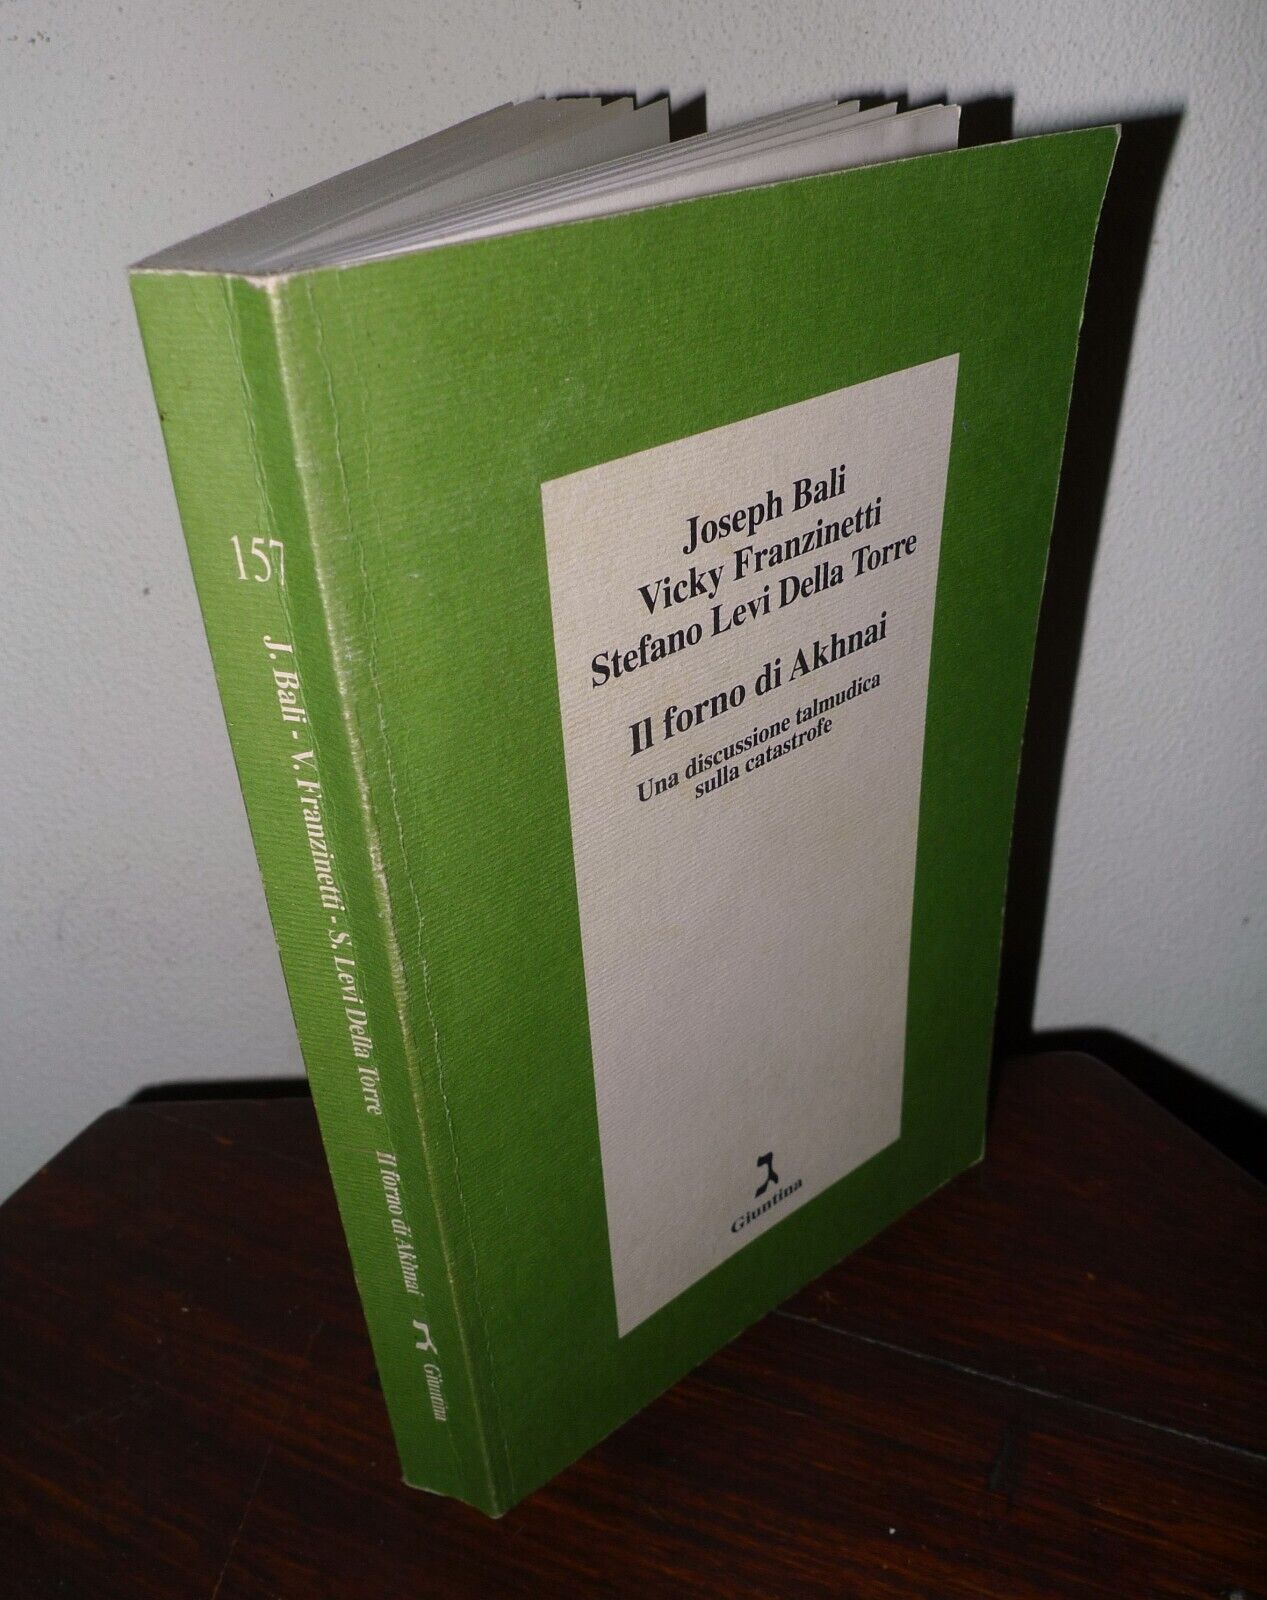 Joseph Bali
Vicky Franzinetti
Stefano Levi Della Torre
Il forno di Akhnai
Una discussione talmudica
sulla catastrofe
ג
Giuntina
157
J. Bali - V. Franzinetti - S. Levi Della Torre
Il forno di Akhnai
ג
Giuntina